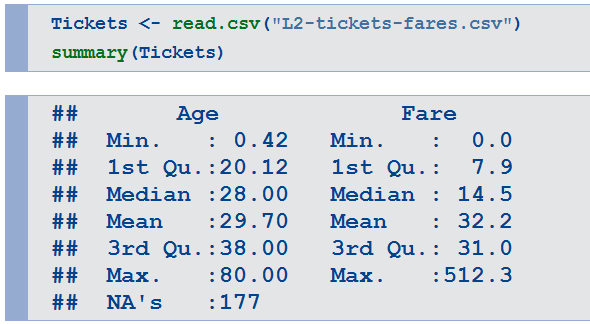 Tickets <- read.csv("L2-tickets-fares.csv")
summary(Tickets)
##       Age             Fare
##  Min.   : 0.42   Min.   :  0.0
##  1st Qu.:20.12   1st Qu.:  7.9
##  Median :28.00   Median : 14.5
##  Mean   :29.70   Mean   : 32.2
##  3rd Qu.:38.00   3rd Qu.: 31.0
##  Max.   :80.00   Max.   :512.3
##  NA's   :177